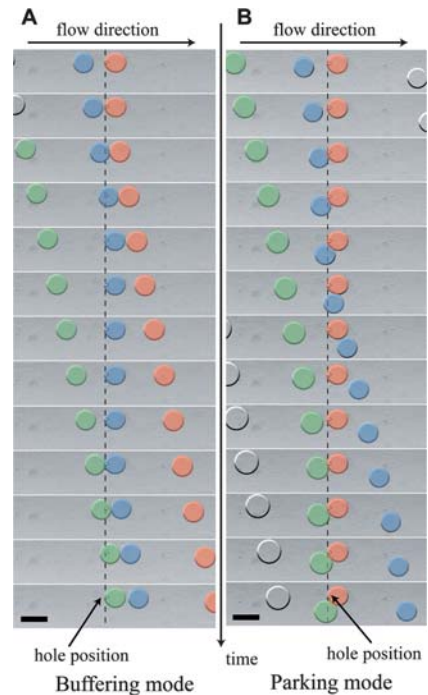 A
B
flow direction
flow direction
hole position
hole position
time
Buffering mode
Parking mode